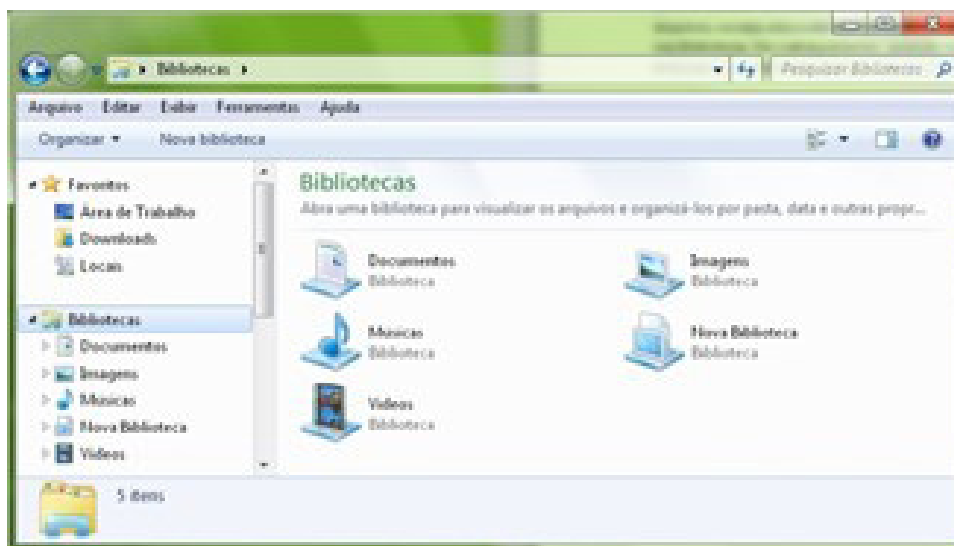 Bibliotecas
Pesquisar Bibliotecas
Arquivo Editar Exibir Ferramentas Ajuda
Organizar Nova biblioteca
Favoritos
Área de Trabalho
Downloads
Locais
Bibliotecas
Documentos
Imagens
Músicas
Nova Biblioteca
Vídeos
Bibliotecas
Abra uma biblioteca para visualizar os arquivos e organizá-los por pasta, data e outras propr...
Documentos
Biblioteca
Imagens
Biblioteca
Músicas
Biblioteca
Nova Biblioteca
Biblioteca
Vídeos
Biblioteca
5 itens